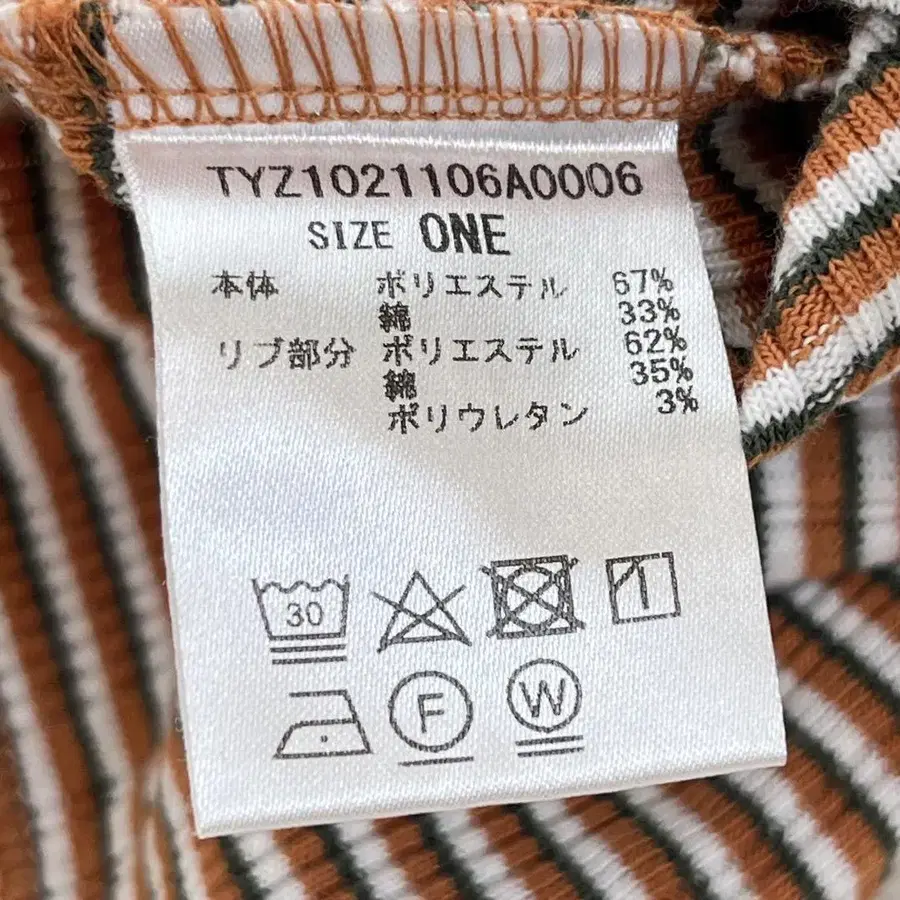 TYZ1021106A0006
SIZE ONE
本体 ポリエステル 67%
綿 33%
リブ部分 ポリエステル 62%
綿 35%
ポリウレタン 3%
30
F W